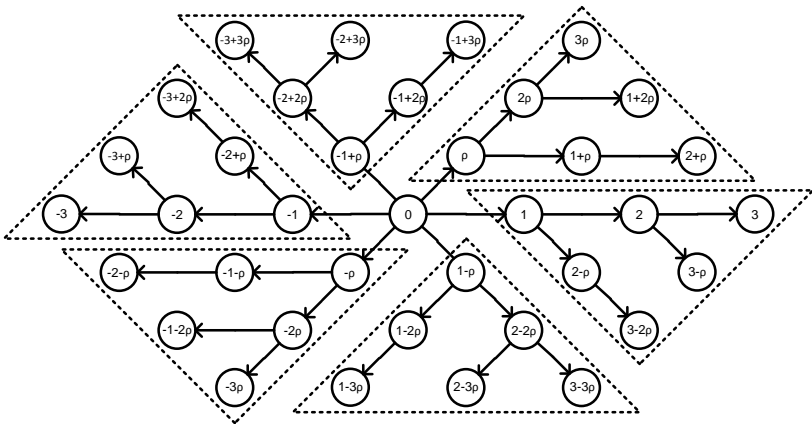 -3+3ρ -2+3ρ -1+3ρ 3ρ
-3+2ρ -2+2ρ -1+2ρ 2ρ 1+2ρ
-3+ρ -2+ρ -1+ρ ρ 1+ρ 2+ρ
-3 -2 -1 0 1 2 3
-2-ρ -1-ρ -ρ 1-ρ 2-ρ 3-ρ
-1-2ρ -2ρ 1-2ρ 2-2ρ 3-2ρ
-3ρ 1-3ρ 2-3ρ 3-3ρ